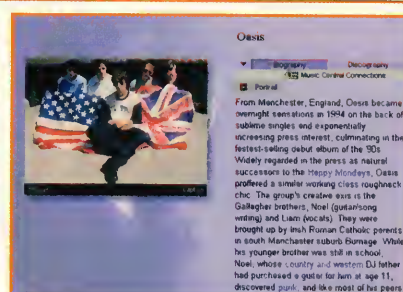 Oasis
Biography Discography
Music Central Connections
Portrait
From Manchester, England, Oasis became
overnight sensations in 1994 on the back of
sublime singles and exponentially
increasing press interest, culminating in the
fastest-selling debut album of the '90s
Widely regarded in the press as natural
successors to the Happy Mondays, Oasis
proffered a similar working class roughneck
chic. The group's creative axis is the
Gallagher brothers, Noel (guitar/song
writing) and Liam (vocals). They were
brought up by Irish Roman Catholic parents
in south Manchester suburb Burnage. While
his younger brother was still in school,
Noel, whose country and western DJ father
had purchased a guitar for him at age 11,
discovered punk, and like most of his peers